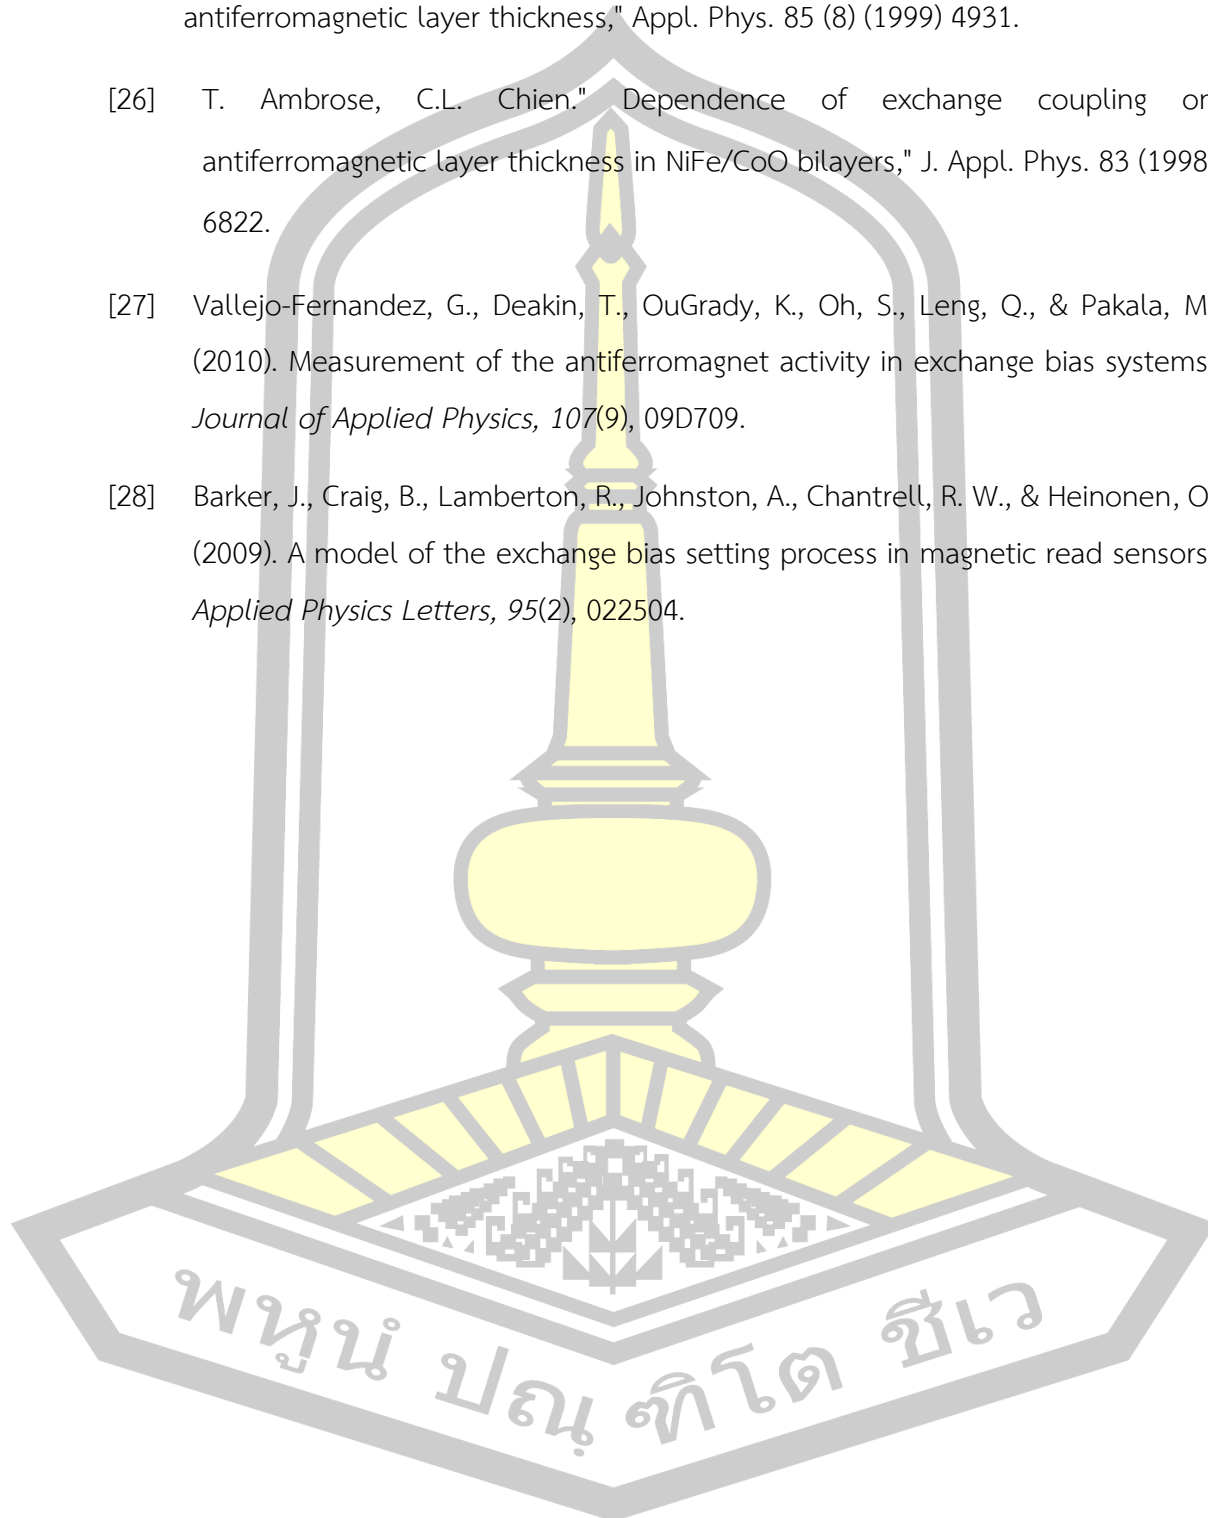 antiferromagnetic layer thickness," Appl. Phys. 85 (8) (1999) 4931.
[26] T. Ambrose, C.L. Chien." Dependence of exchange coupling or
antiferromagnetic layer thickness in NiFe/CoO bilayers," J. Appl. Phys. 83 (1998
6822.
[27] Vallejo-Fernandez, G., Deakin, T., OuGrady, K., Oh, S., Leng, Q., & Pakala, M
(2010). Measurement of the antiferromagnet activity in exchange bias systems
Journal of Applied Physics, 107(9), 09D709.
[28] Barker, J., Craig, B., Lamberton, R., Johnston, A., Chantrell, R. W., & Heinonen, O
(2009). A model of the exchange bias setting process in magnetic read sensors
Applied Physics Letters, 95(2), 022504.
พหูนํ ปณฺ ฑิโต ชีเว